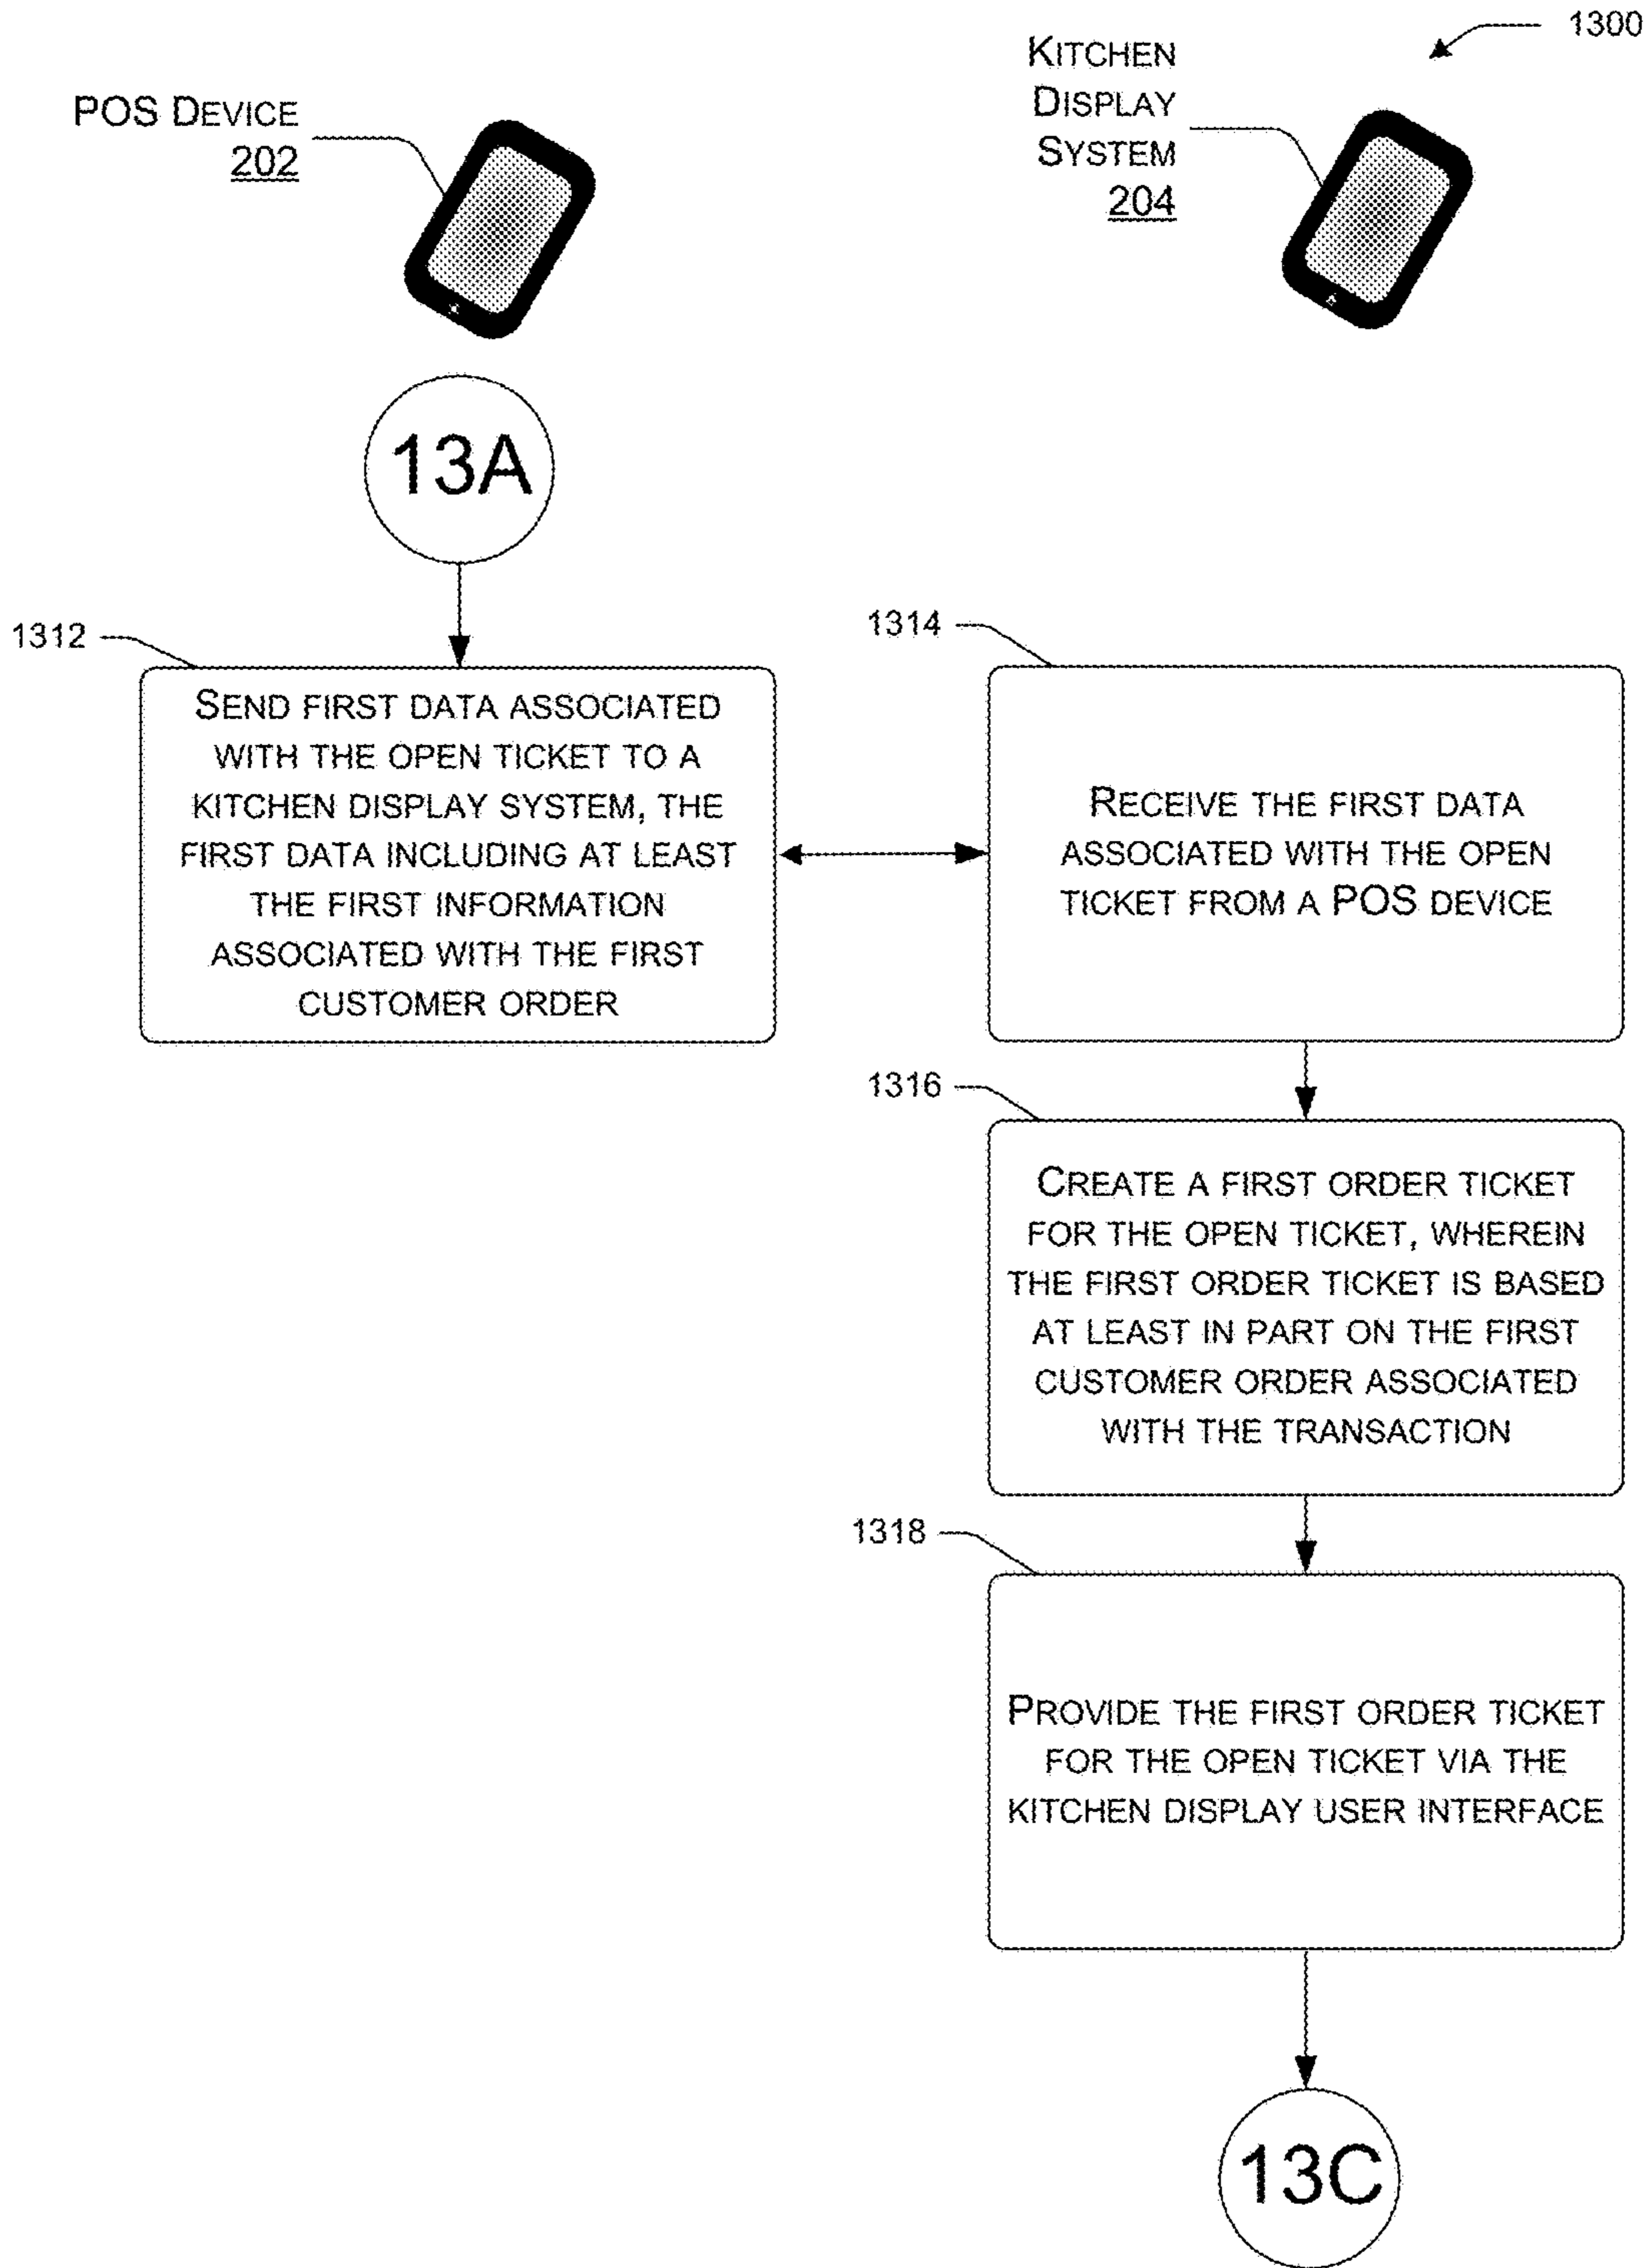 1300
POS DEVICE
202
KITCHEN
DISPLAY
SYSTEM
204
13A
1312
SEND FIRST DATA ASSOCIATED
WITH THE OPEN TICKET TO A
KITCHEN DISPLAY SYSTEM, THE
FIRST DATA INCLUDING AT LEAST
THE FIRST INFORMATION
ASSOCIATED WITH THE FIRST
CUSTOMER ORDER
1314
RECEIVE THE FIRST DATA
ASSOCIATED WITH THE OPEN
TICKET FROM A POS DEVICE
1316
CREATE A FIRST ORDER TICKET
FOR THE OPEN TICKET, WHEREIN
THE FIRST ORDER TICKET IS BASED
AT LEAST IN PART ON THE FIRST
CUSTOMER ORDER ASSOCIATED
WITH THE TRANSACTION
1318
PROVIDE THE FIRST ORDER TICKET
FOR THE OPEN TICKET VIA THE
KITCHEN DISPLAY USER INTERFACE
13C